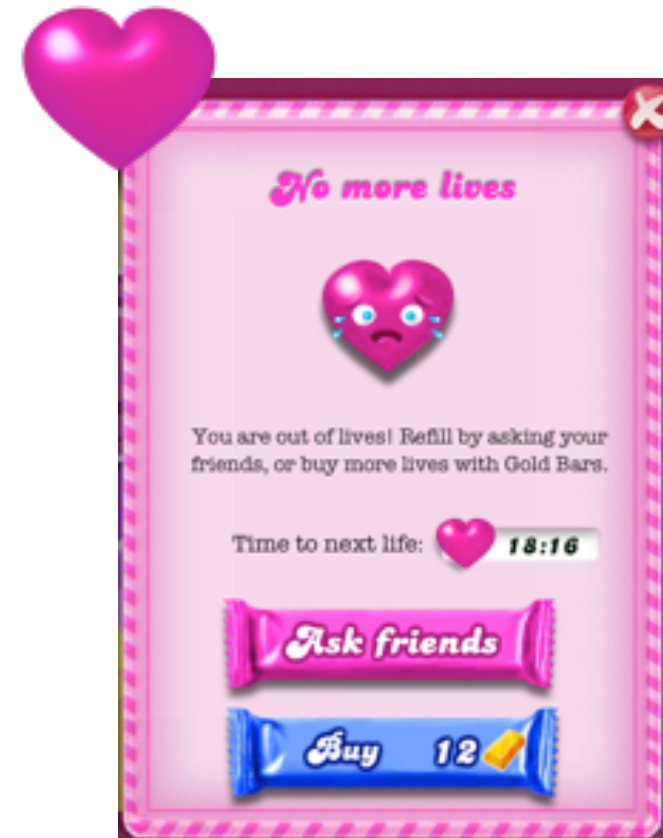 No more lives
You are out of lives! Refill by asking your
friends, or buy more lives with Gold Bars.
Time to next life: 18:16
Ask friends
Buy 12